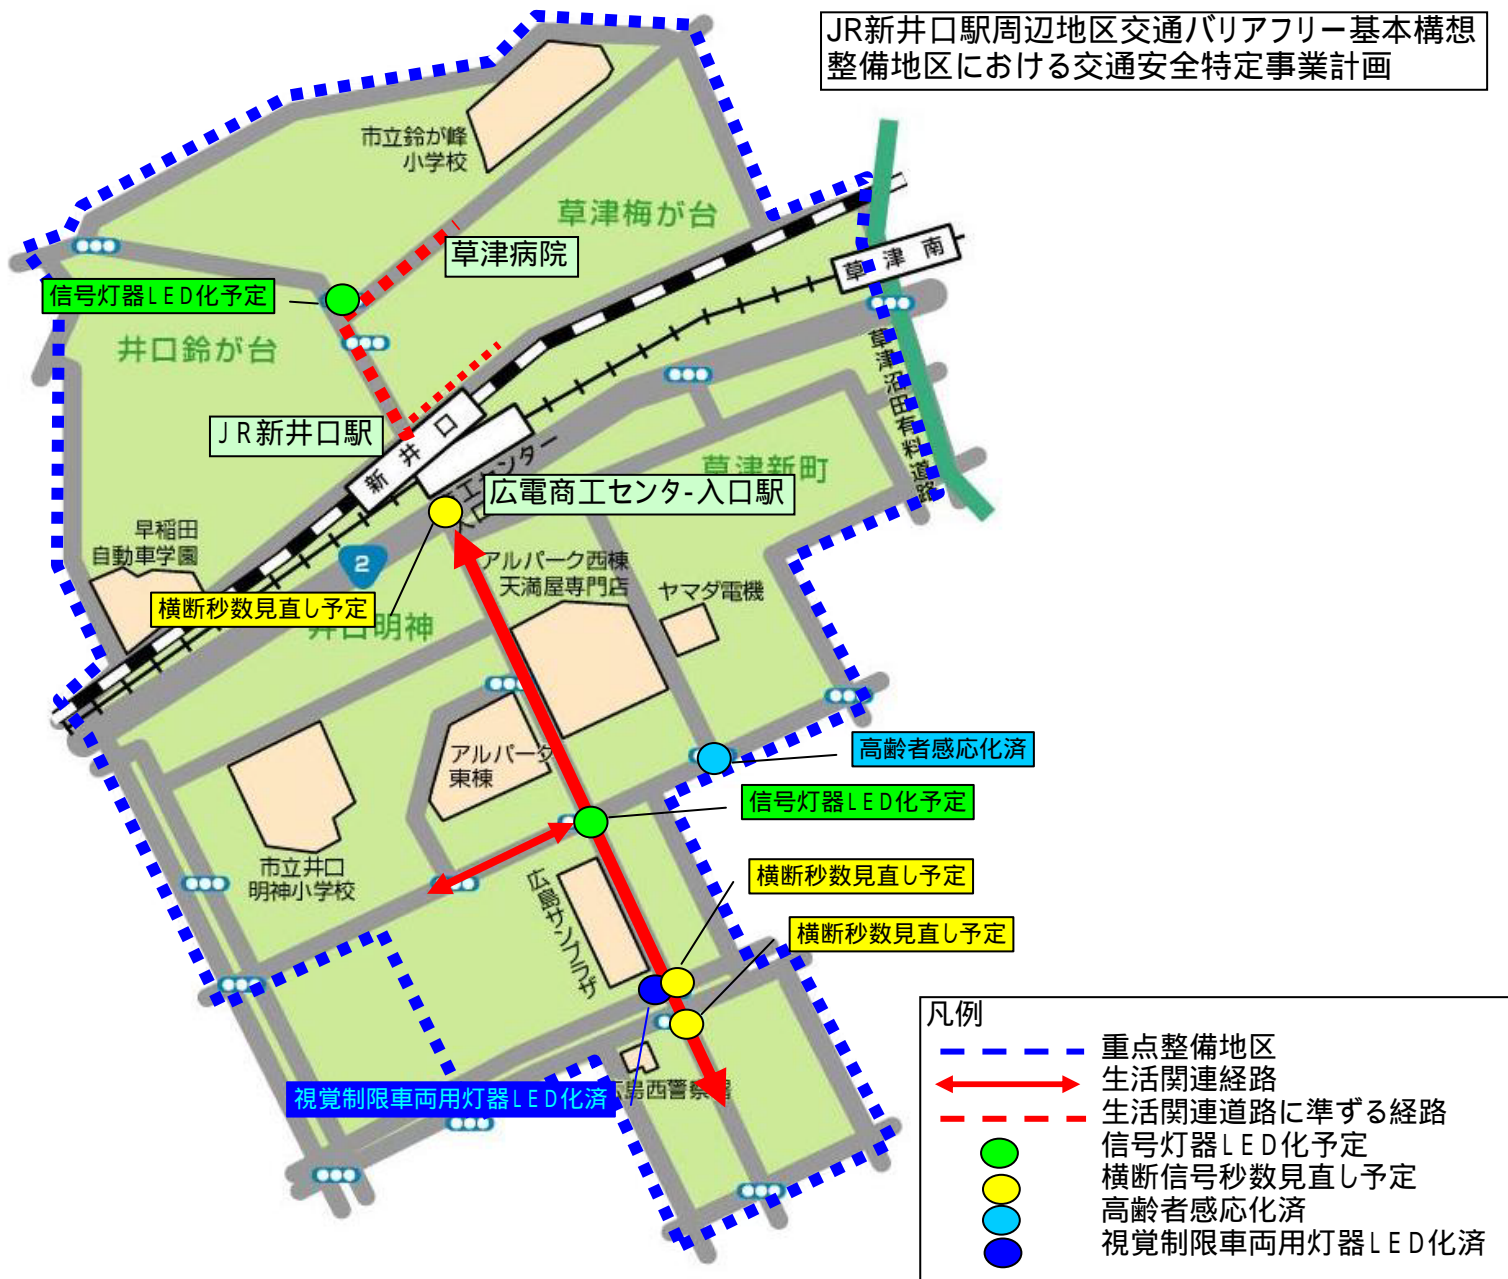 JR新井口駅周辺地区交通バリアフリー基本構想
整備地区における交通安全特定事業計画
市立鈴が峰
小学校
草津梅が台
草津病院
草津南
信号灯器LED化予定
井口鈴が台
草津沼田有料道路
JR新井口駅
新井口
工センター
入口
広電商工センタ-入口駅
草津新町
早稲田
自動車学園
2
アルパーク西棟
天満屋専門店
ヤマダ電機
横断秒数見直し予定
井口明神
アルパーク
東棟
高齢者感応化済
信号灯器LED化予定
市立井口
明神小学校
広島サンプラザ
横断秒数見直し予定
横断秒数見直し予定
視覚制限車両用灯器LED化済
広島西警察署
凡例
重点整備地区
生活関連経路
生活関連道路に準ずる経路
信号灯器LED化予定
横断信号秒数見直し予定
高齢者感応化済
視覚制限車両用灯器LED化済